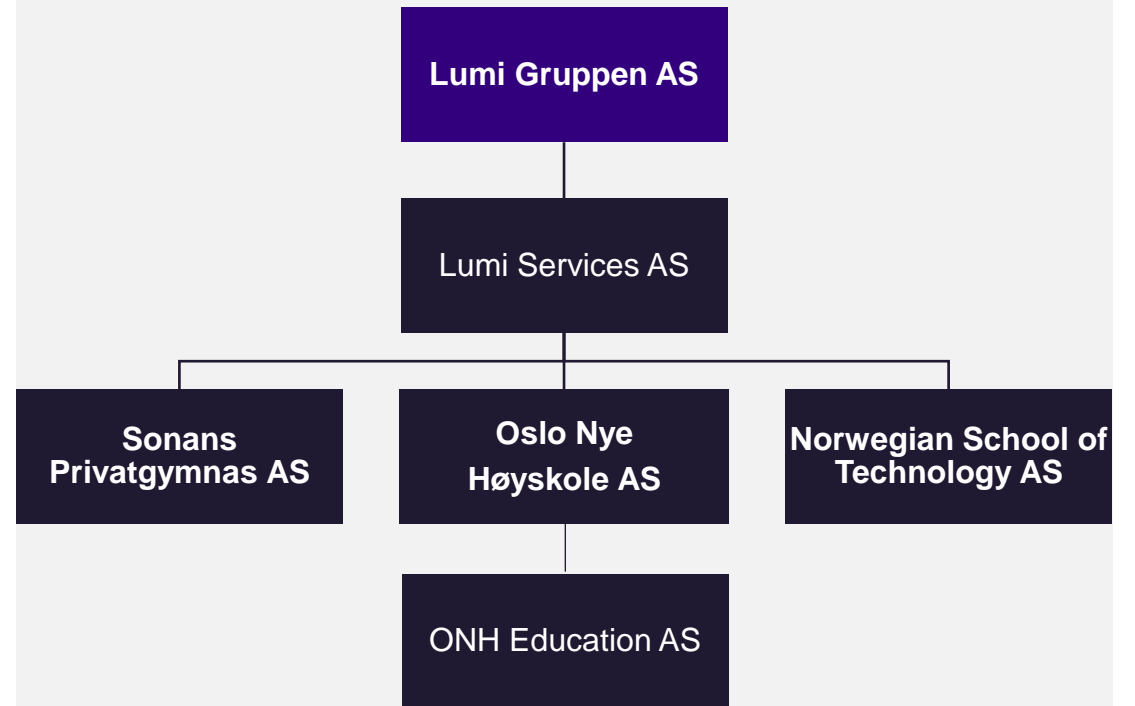 Lumi Gruppen AS
Lumi Services AS
Sonans
Privatgymnas AS
Oslo Nye
Høyskole AS
Norwegian School of
Technology AS
ONH Education AS